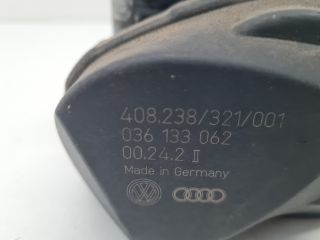 408.238/321/001
036 133 062
00.24.2 II
Made in Germany